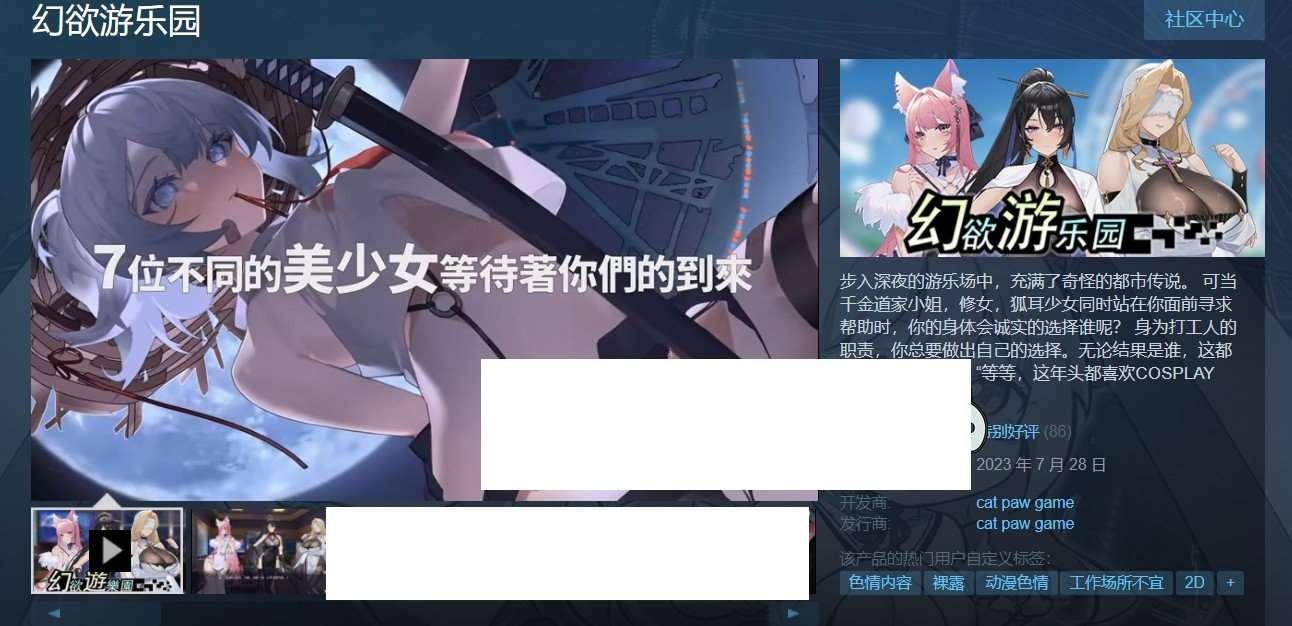 幻欲游乐园
社区中心
7位不同的美少女等待著你們的到來
幻欲游乐园
步入深夜的游乐场中，充满了奇怪的都市传说。 可当
千金道家小姐，修女，狐耳少女同时站在你面前寻求
帮助时，你的身体会诚实的选择谁呢？ 身为打工人的
职责，你总要做出自己的选择。无论结果是谁，这都
“等等，这年头都喜欢COSPLAY
别好评 (86)
2023 年 7 月 28 日
开发商: cat paw game
发行商: cat paw game
该产品的热门用户自定义标签：
色情内容 裸露 动漫色情 工作场所不宜 2D +
幻欲遊樂園